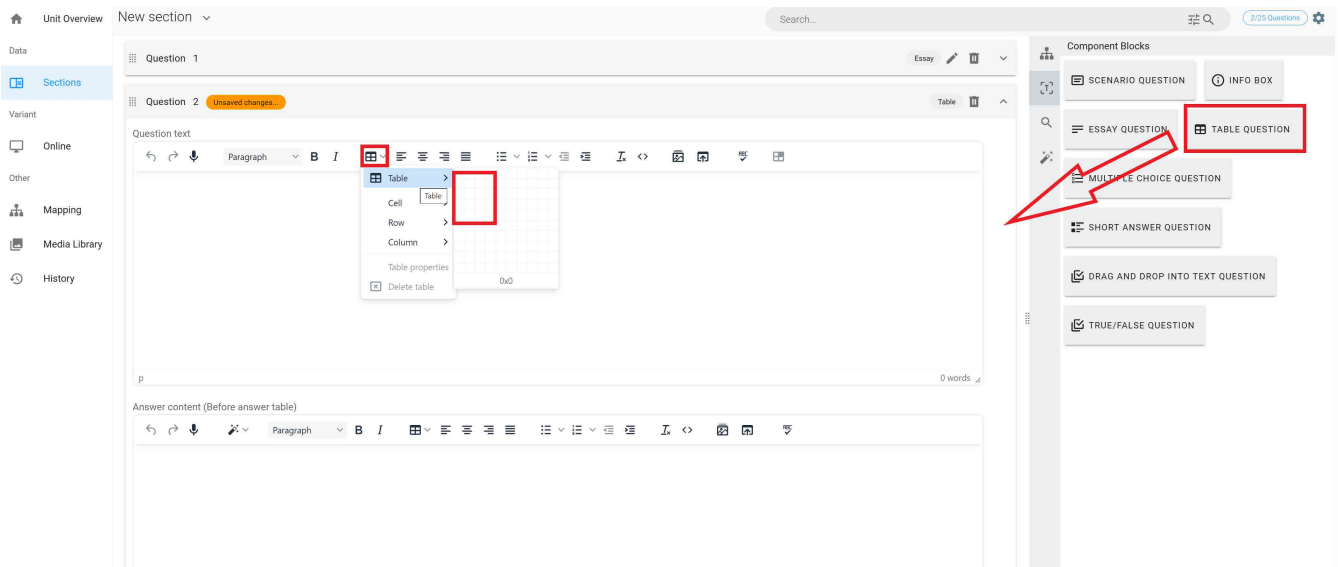 Unit Overview
New section
Search...
2/25 Questions
Data
Sections
Variant
Online
Other
Mapping
Media Library
History
Question 1
Essay
Question 2
Unsaved changes...
Table
Question text
Paragraph
B I
ABC
Table
Table
Cell
Row
Column
Table properties
Delete table
0x0
p
0 words
Answer content (Before answer table)
Paragraph
B I
ABC
Component Blocks
SCENARIO QUESTION
INFO BOX
ESSAY QUESTION
TABLE QUESTION
MULTIPLE CHOICE QUESTION
SHORT ANSWER QUESTION
DRAG AND DROP INTO TEXT QUESTION
TRUE/FALSE QUESTION